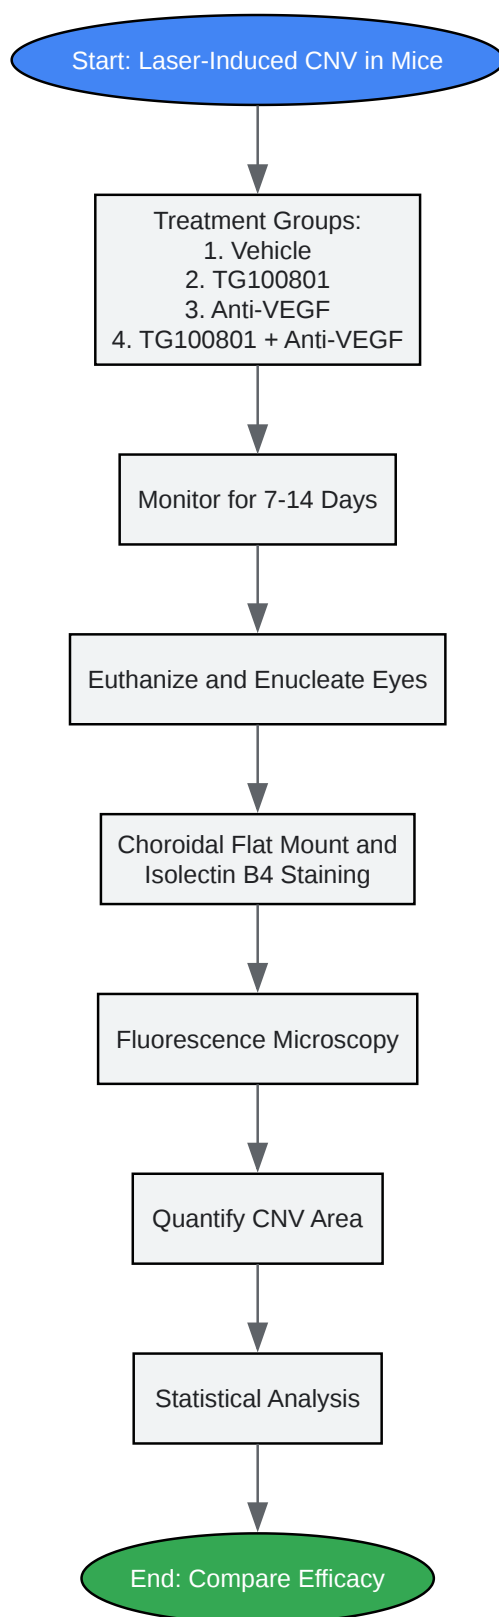 Start: Laser-Induced CNV in Mice
Treatment Groups:
1. Vehicle
2. TG100801
3. Anti-VEGF
4. TG100801 + Anti-VEGF
Monitor for 7-14 Days
Euthanize and Enucleate Eyes
Choroidal Flat Mount and
Isolectin B4 Staining
Fluorescence Microscopy
Quantify CNV Area
Statistical Analysis
End: Compare Efficacy